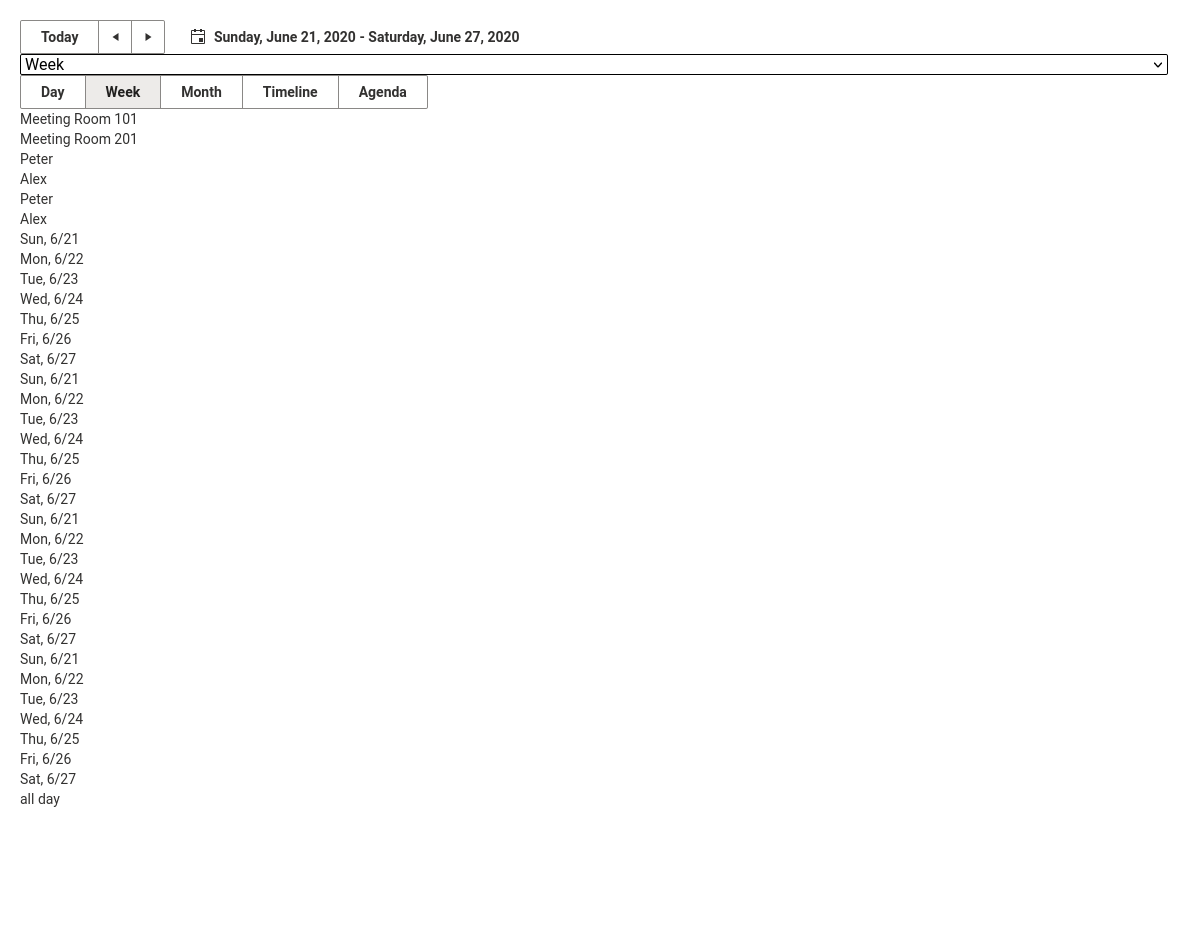 Today Sunday, June 21, 2020 - Saturday, June 27, 2020
Week
Day Week Month Timeline Agenda
Meeting Room 101
Meeting Room 201
Peter
Alex
Peter
Alex
Sun, 6/21
Mon, 6/22
Tue, 6/23
Wed, 6/24
Thu, 6/25
Fri, 6/26
Sat, 6/27
Sun, 6/21
Mon, 6/22
Tue, 6/23
Wed, 6/24
Thu, 6/25
Fri, 6/26
Sat, 6/27
Sun, 6/21
Mon, 6/22
Tue, 6/23
Wed, 6/24
Thu, 6/25
Fri, 6/26
Sat, 6/27
Sun, 6/21
Mon, 6/22
Tue, 6/23
Wed, 6/24
Thu, 6/25
Fri, 6/26
Sat, 6/27
all day